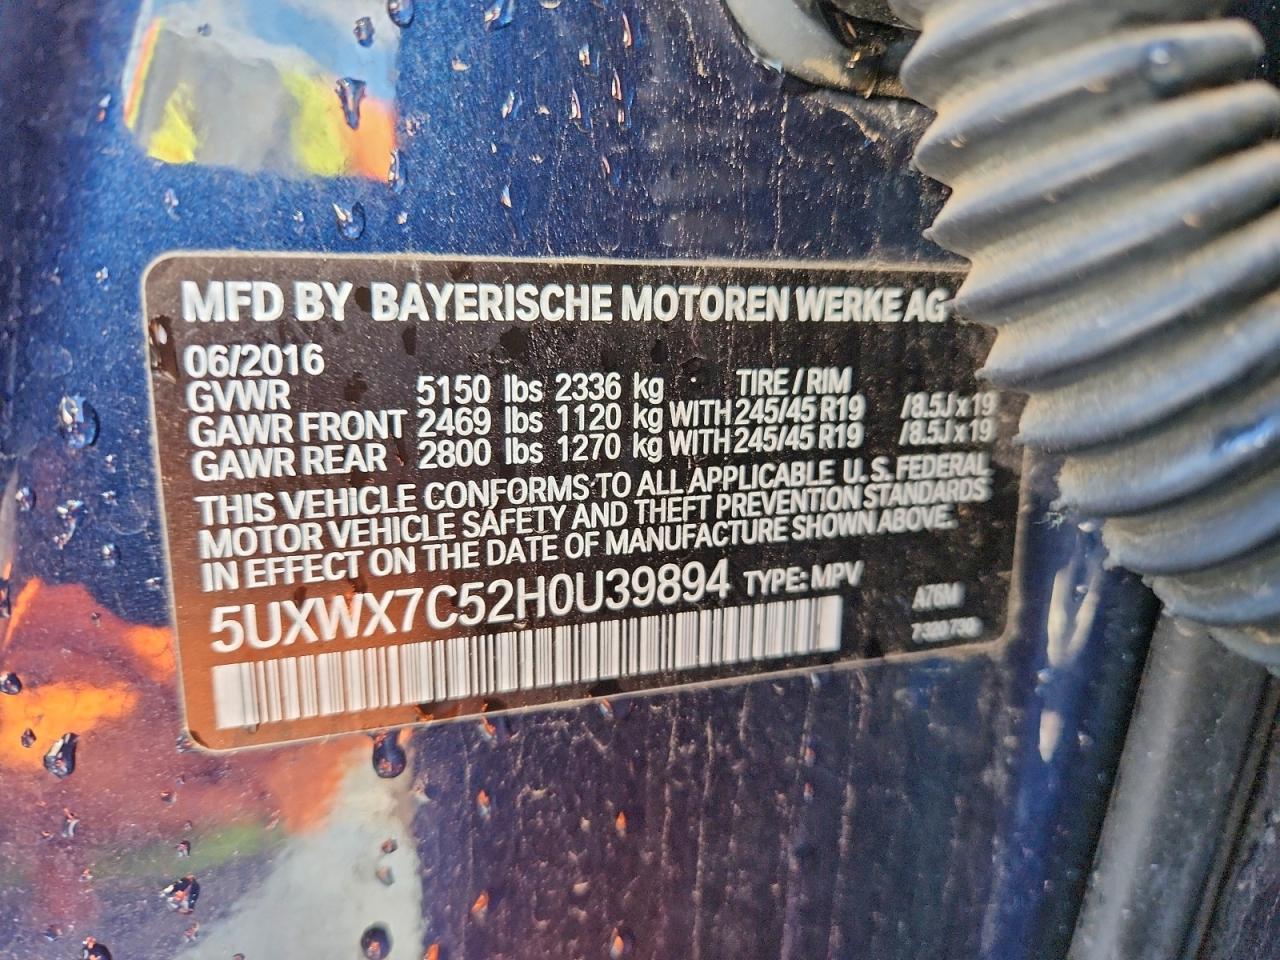 MFD BY BAYERISCHE MOTOREN WERKE AG
06/2016
GVWR 5150 lbs 2336 kg TIRE / RIM
GAWR FRONT 2469 lbs 1120 kg WITH 245/45 R19 /8.5J x 19
GAWR REAR 2800 lbs 1270 kg WITH 245/45 R19 /8.5J x 19
THIS VEHICLE CONFORMS TO ALL APPLICABLE U.S. FEDERAL
MOTOR VEHICLE SAFETY AND THEFT PREVENTION STANDARDS
IN EFFECT ON THE DATE OF MANUFACTURE SHOWN ABOVE.
5UXWX7C52H0U39894 TYPE: MPV
A76M